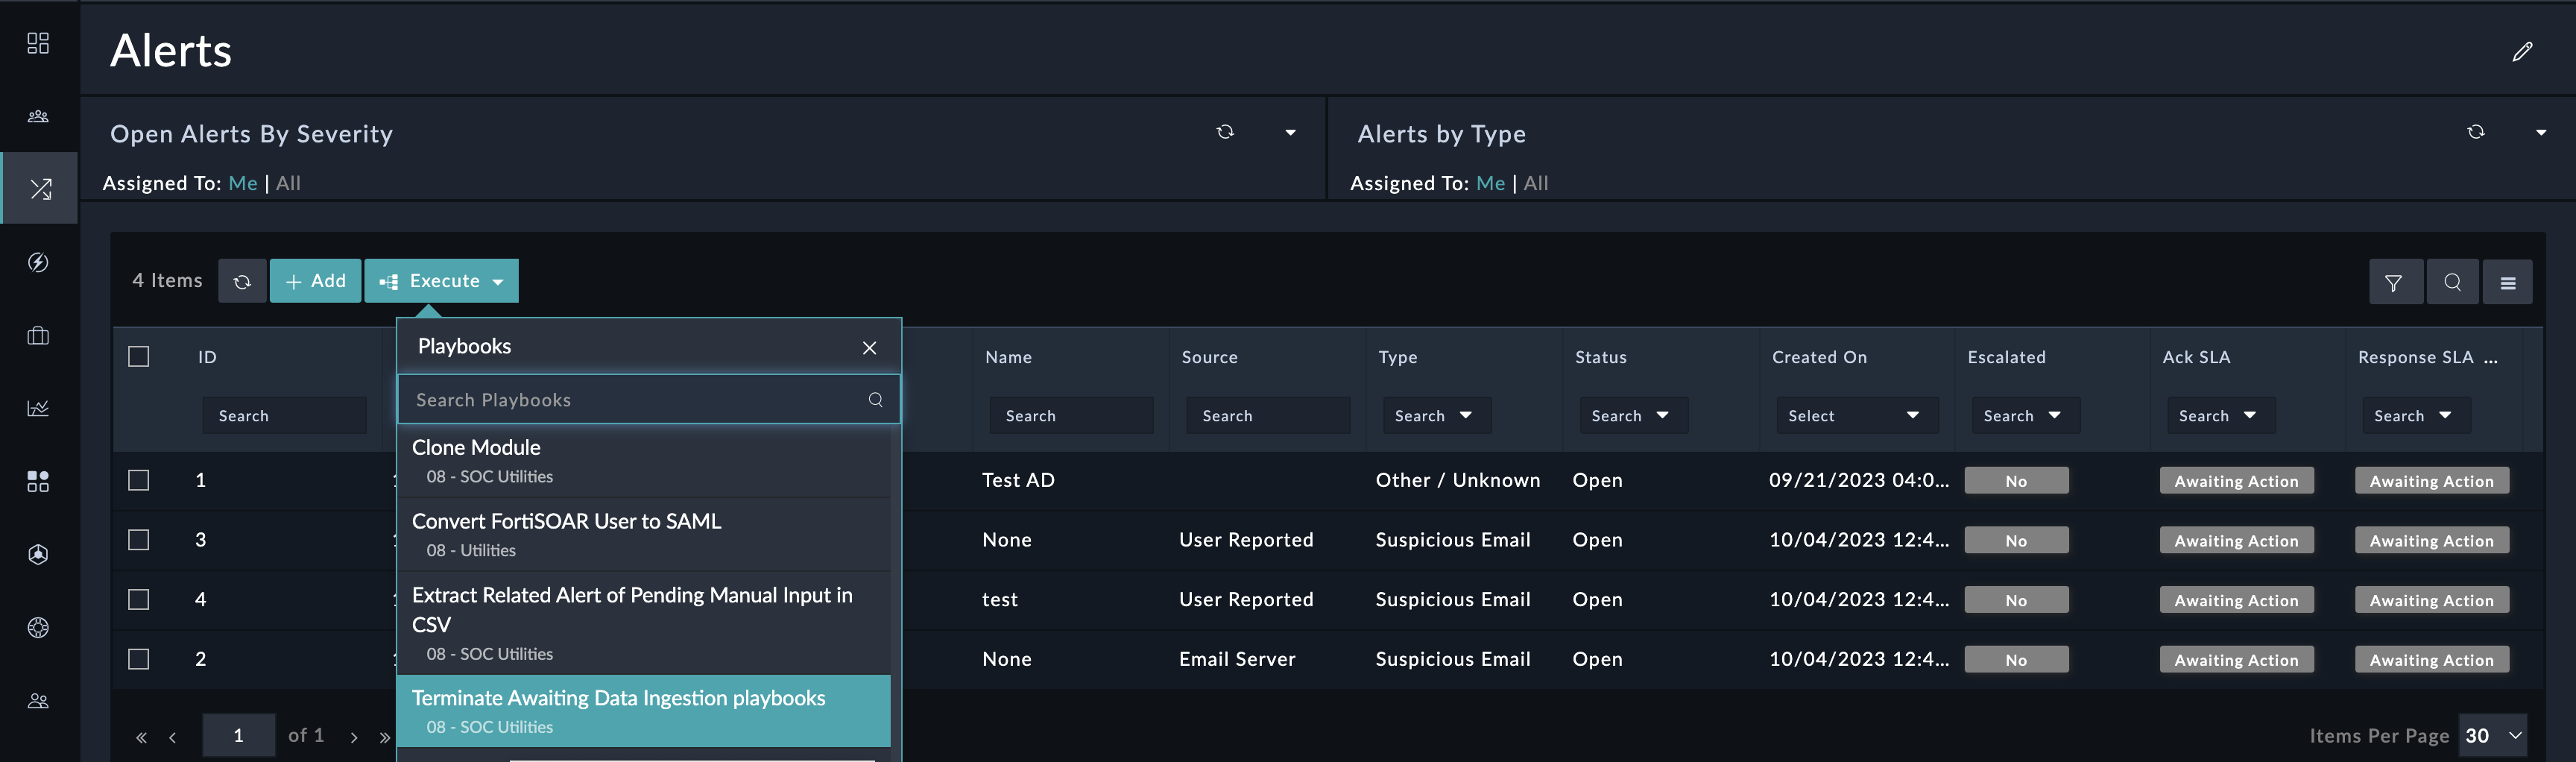 Alerts
Open Alerts By Severity
Assigned To: Me | All
Alerts by Type
Assigned To: Me | All
4 Items
+ Add
Execute
Playbooks
Search Playbooks
Clone Module
08 - SOC Utilities
Convert FortiSOAR User to SAML
08 - Utilities
Extract Related Alert of Pending Manual Input in
CSV
08 - SOC Utilities
Terminate Awaiting Data Ingestion playbooks
08 - SOC Utilities
ID Name Source Type Status Created On Escalated Ack SLA Response SLA ...
Search Search Search Search Search Select Search Search Search
1 Test AD Other / Unknown Open 09/21/2023 04:0... No Awaiting Action Awaiting Action
3 None User Reported Suspicious Email Open 10/04/2023 12:4... No Awaiting Action Awaiting Action
4 test User Reported Suspicious Email Open 10/04/2023 12:4... No Awaiting Action Awaiting Action
2 None Email Server Suspicious Email Open 10/04/2023 12:4... No Awaiting Action Awaiting Action
« ‹ 1 of 1 › »
Items Per Page 30